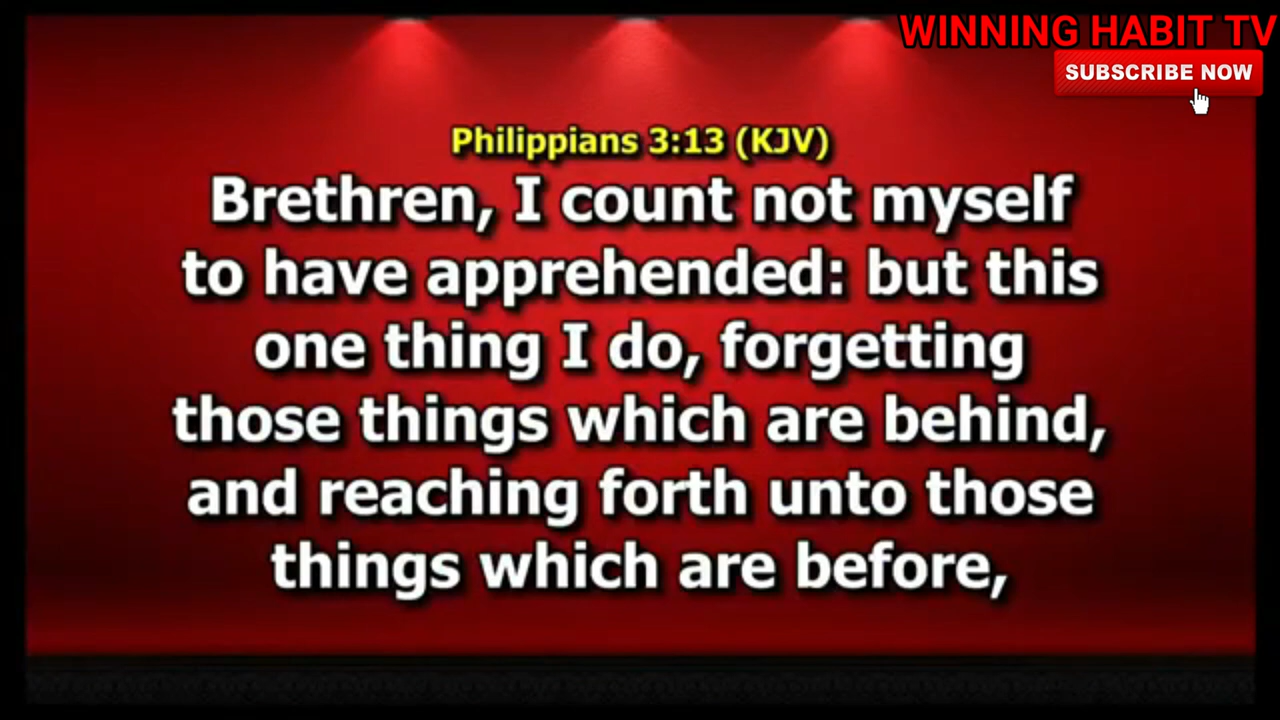 WINNING HABIT TV
SUBSCRIBE NOW
Philippians 3:13 (KJV)
Brethren, I count not myself
to have apprehended: but this
one thing I do, forgetting
those things which are behind,
and reaching forth unto those
things which are before,